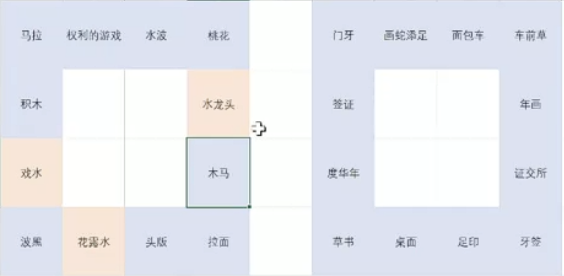 马拉 权利的游戏 水波 桃花 门牙 画蛇添足 面包车 车前草
积木 水龙头 签证 年画
戏水 木马 度华年 证交所
波黑 花露水 头版 拉面 草书 桌面 足印 牙签